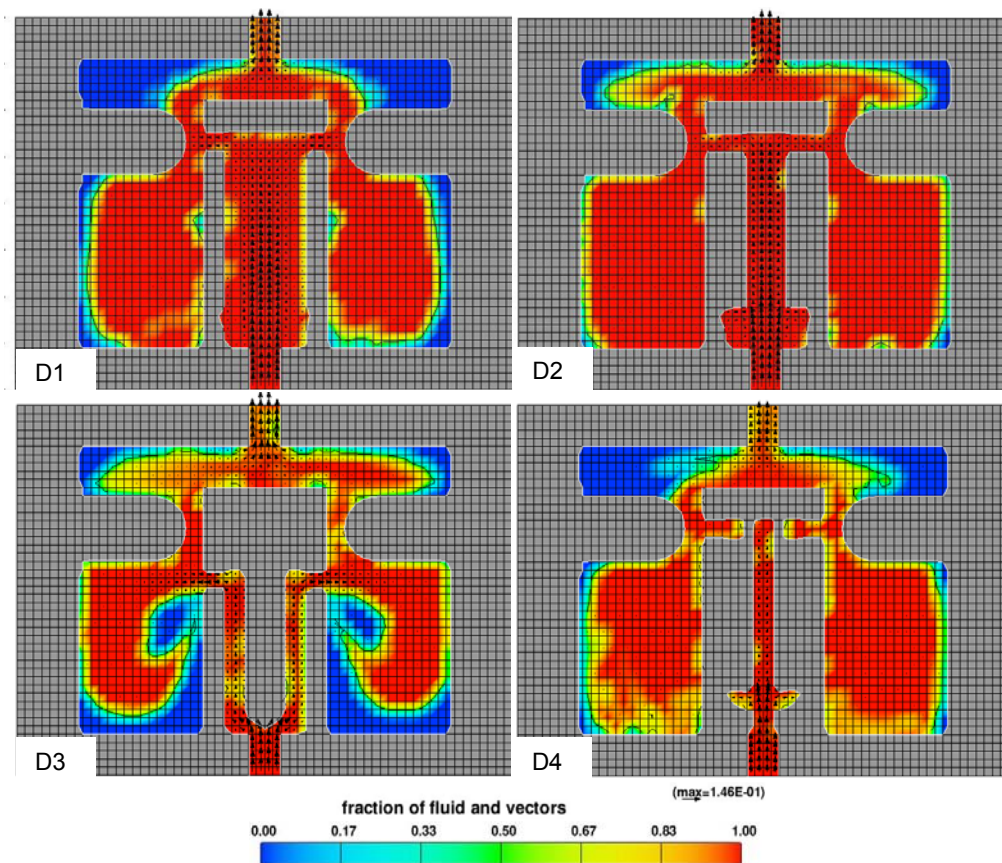 D1
D2
D3
D4
(max=1.46E-01)
fraction of fluid and vectors
0.00 0.17 0.33 0.50 0.67 0.83 1.00